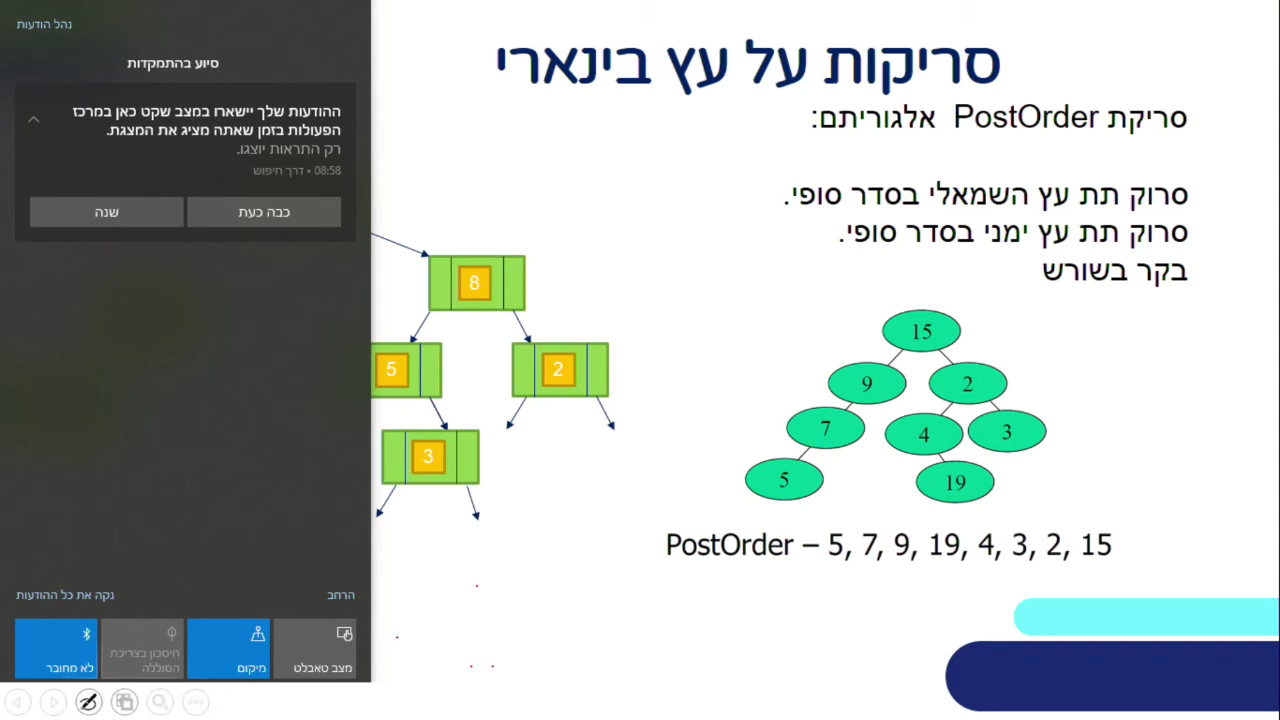 נהל הודעות
סיוע בהתמקדות
ההודעות שלך יישארו במצב שקט כאן במרכז
הפעולות בזמן שאתה מציג את המצגת.
רק התראות יוצגו.
08:58 • דרך חיפוש
כבה כעת
שנה
סריקות על עץ בינארי
סריקת PostOrder אלגוריתם:
סרוק תת עץ השמאלי בסדר סופי.
סרוק תת עץ ימני בסדר סופי.
בקר בשורש
8
5
2
3
15
9
2
7
4
3
5
19
PostOrder – 5, 7, 9, 19, 4, 3, 2, 15
הרחב
נקה את כל ההודעות
מצב טאבלט
מיקום
חיסכון בצריכת
הסוללה
לא מחובר